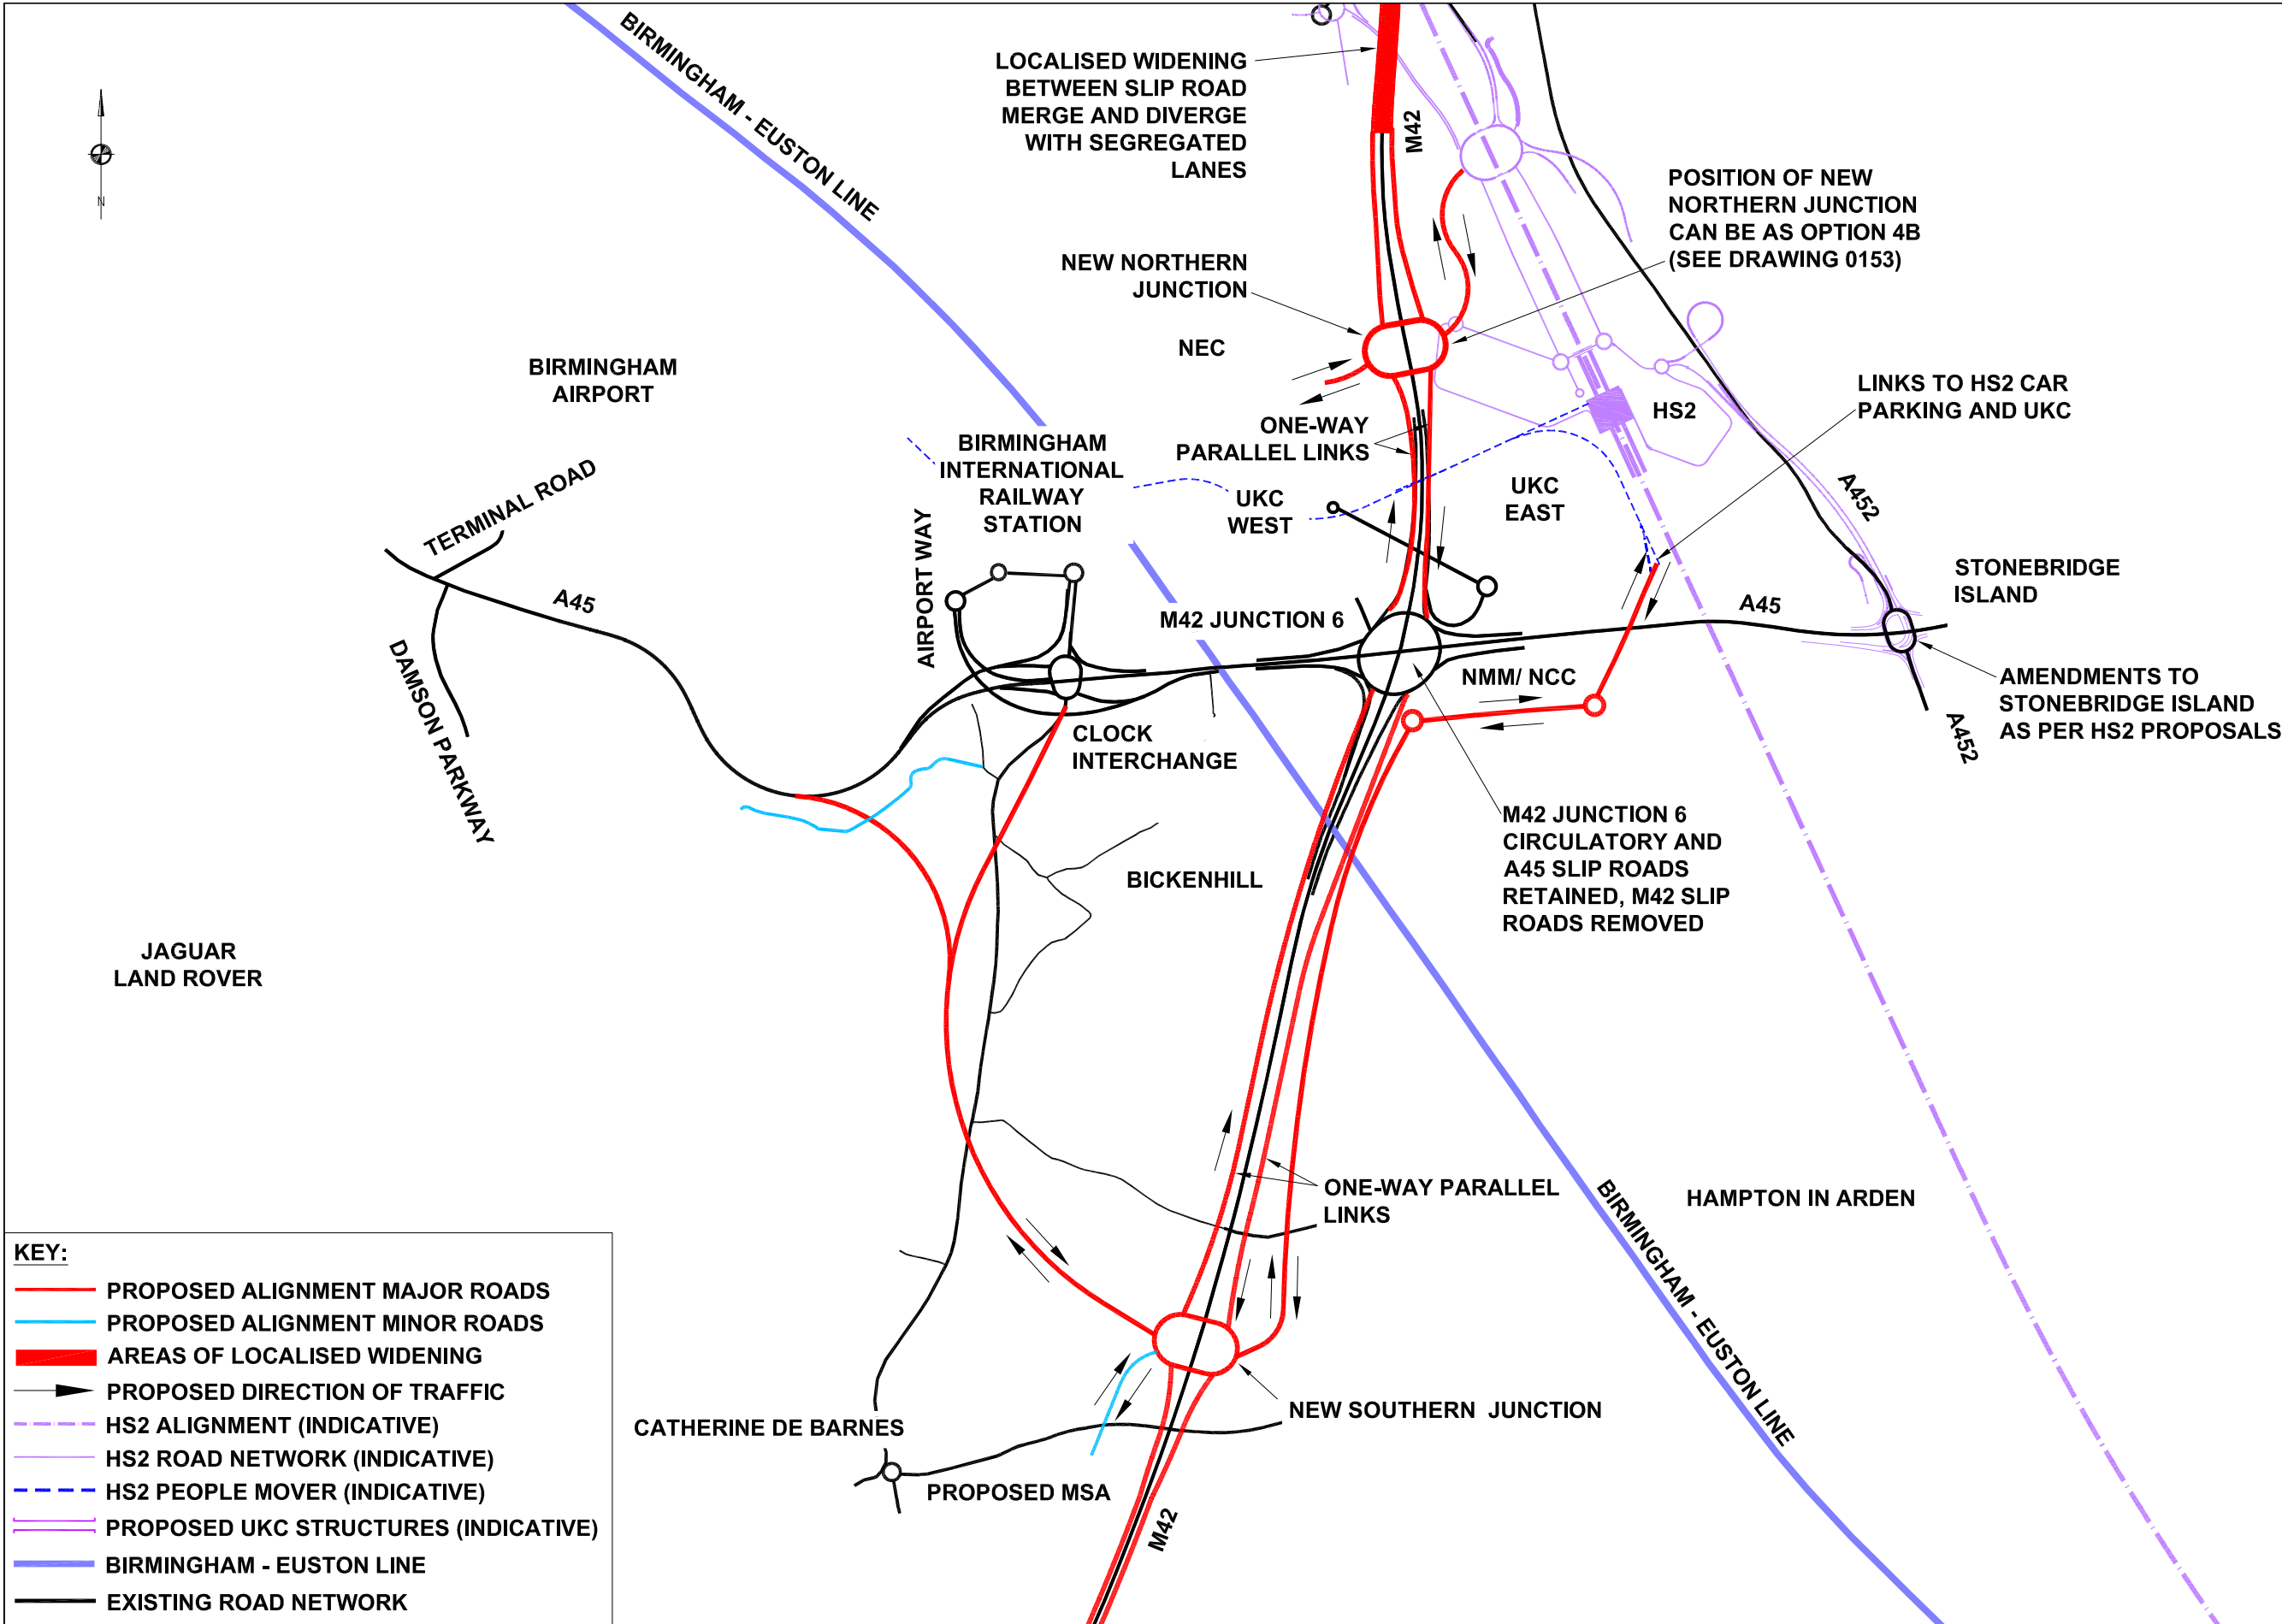 BIRMINGHAM - EUSTON LINE
LOCALISED WIDENING
BETWEEN SLIP ROAD
MERGE AND DIVERGE
WITH SEGREGATED
LANES
M42
N
POSITION OF NEW
NORTHERN JUNCTION
CAN BE AS OPTION 4B
(SEE DRAWING 0153)
NEW NORTHERN
JUNCTION
NEC
BIRMINGHAM
AIRPORT
LINKS TO HS2 CAR
PARKING AND UKC
HS2
ONE-WAY
PARALLEL LINKS
BIRMINGHAM
INTERNATIONAL
RAILWAY
STATION
UKC
WEST
UKC
EAST
A452
TERMINAL ROAD
A45
AIRPORT WAY
M42 JUNCTION 6
A45
STONEBRIDGE
ISLAND
DAMSON PARKWAY
NMM/ NCC
AMENDMENTS TO
STONEBRIDGE ISLAND
AS PER HS2 PROPOSALS
A452
CLOCK
INTERCHANGE
M42 JUNCTION 6
CIRCULATORY AND
A45 SLIP ROADS
RETAINED, M42 SLIP
ROADS REMOVED
BICKENHILL
JAGUAR
LAND ROVER
ONE-WAY PARALLEL
LINKS
HAMPTON IN ARDEN
BIRMINGHAM - EUSTON LINE
NEW SOUTHERN JUNCTION
CATHERINE DE BARNES
PROPOSED MSA
M42
KEY:
PROPOSED ALIGNMENT MAJOR ROADS
PROPOSED ALIGNMENT MINOR ROADS
AREAS OF LOCALISED WIDENING
PROPOSED DIRECTION OF TRAFFIC
HS2 ALIGNMENT (INDICATIVE)
HS2 ROAD NETWORK (INDICATIVE)
HS2 PEOPLE MOVER (INDICATIVE)
PROPOSED UKC STRUCTURES (INDICATIVE)
BIRMINGHAM - EUSTON LINE
EXISTING ROAD NETWORK